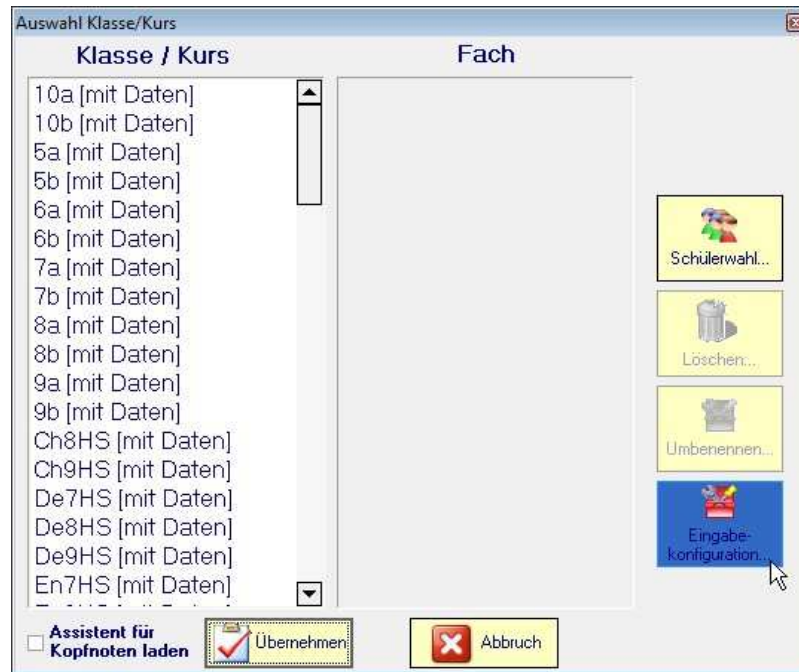 Auswahl Klasse/Kurs
Klasse / Kurs
Fach
10a [mit Daten]
10b [mit Daten]
5a [mit Daten]
5b [mit Daten]
6a [mit Daten]
6b [mit Daten]
7a [mit Daten]
7b [mit Daten]
8a [mit Daten]
8b [mit Daten]
9a [mit Daten]
9b [mit Daten]
Ch8HS [mit Daten]
Ch9HS [mit Daten]
De7HS [mit Daten]
De8HS [mit Daten]
De9HS [mit Daten]
En7HS [mit Daten]
Schülerwahl...
Löschen...
Umbenennen...
Eingabe-
konfiguration...
Assistent für
Kopfnoten laden
Übernehmen
Abbruch